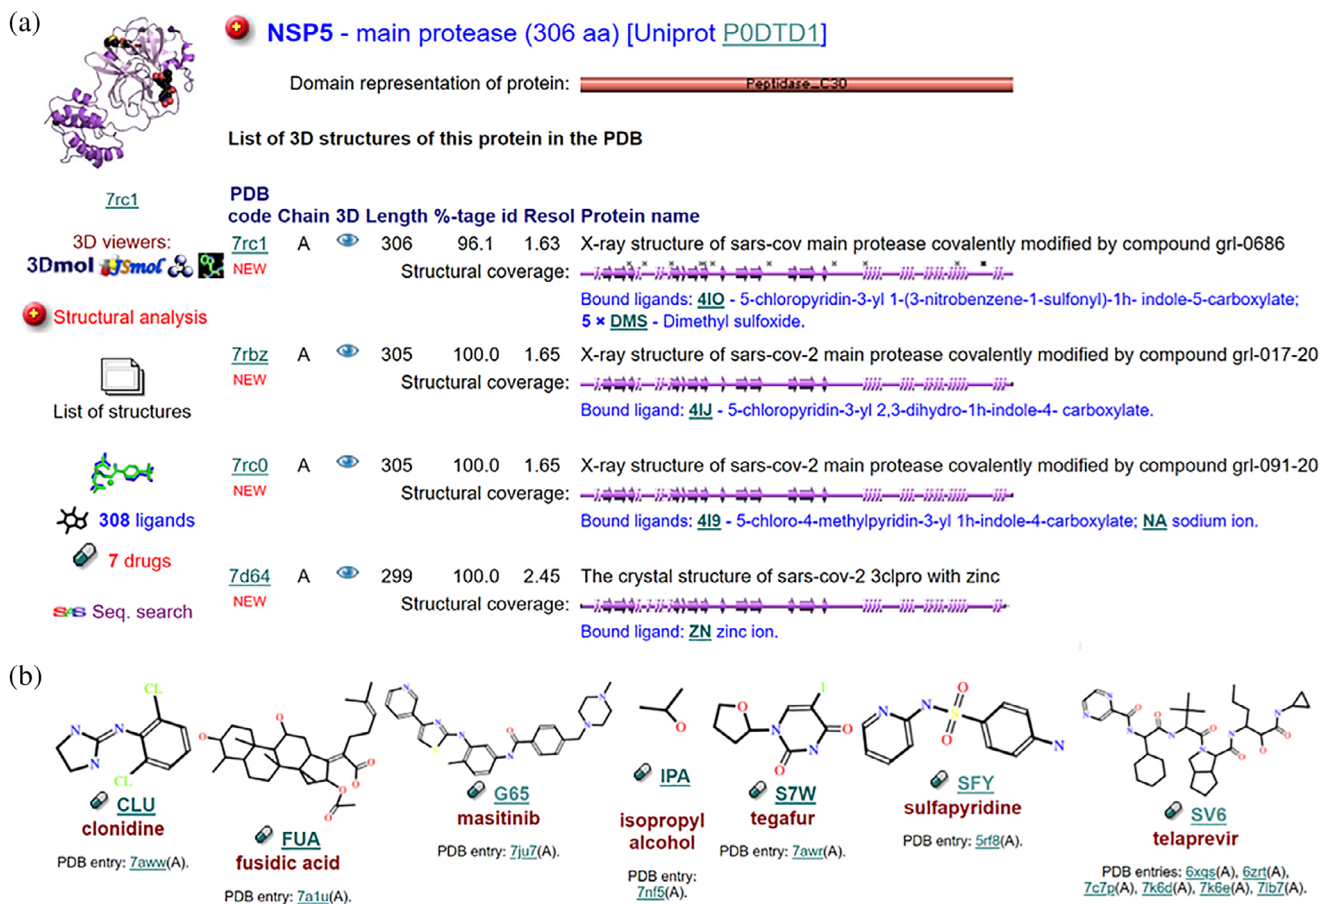 (a)
NSP5 - main protease (306 aa) [Uniprot P0DTD1]
Domain representation of protein:
Peptidase_C30
List of 3D structures of this protein in the PDB
7rc1
3D viewers:
3Dmol JSmol
Structural analysis
List of structures
308 ligands
7 drugs
SAS Seq. search
PDB
code Chain 3D Length %-tage id Resol Protein name
7rc1 A 306 96.1 1.63 X-ray structure of sars-cov main protease covalently modified by compound grl-0686
NEW
Structural coverage:
Bound ligands: 4IO - 5-chloropyridin-3-yl 1-(3-nitrobenzene-1-sulfonyl)-1h- indole-5-carboxylate;
5 × DMS - Dimethyl sulfoxide.
7rbz A 305 100.0 1.65 X-ray structure of sars-cov-2 main protease covalently modified by compound grl-017-20
NEW
Structural coverage:
Bound ligand: 4IJ - 5-chloropyridin-3-yl 2,3-dihydro-1h-indole-4- carboxylate.
7rc0 A 305 100.0 1.65 X-ray structure of sars-cov-2 main protease covalently modified by compound grl-091-20
NEW
Structural coverage:
Bound ligands: 4I9 - 5-chloro-4-methylpyridin-3-yl 1h-indole-4-carboxylate; NA sodium ion.
7d64 A 299 100.0 2.45 The crystal structure of sars-cov-2 3clpro with zinc
NEW
Structural coverage:
Bound ligand: ZN zinc ion.
(b)
CL
N
N
N
CL
CLU
clonidine
PDB entry: 7aww(A).
O
O
O
O
O
O
FUA
fusidic acid
PDB entry: 7a1u(A).
N
N
S
N
O
N
N
N
G65
masitinib
PDB entry: 7ju7(A).
O
IPA
isopropyl
alcohol
PDB entry:
7nf5(A).
O
I
N
O
O
N
S7W
tegafur
PDB entry: 7awr(A).
N
N
O
S
O
N
SFY
sulfapyridine
PDB entry: 5rf8(A).
N
N
O
N
O
N
O
N
O
N
O
O
N
SV6
telaprevir
PDB entries: 6xqs(A), 6zrt(A),
7c7p(A), 7k6d(A), 7k6e(A), 7lb7(A).